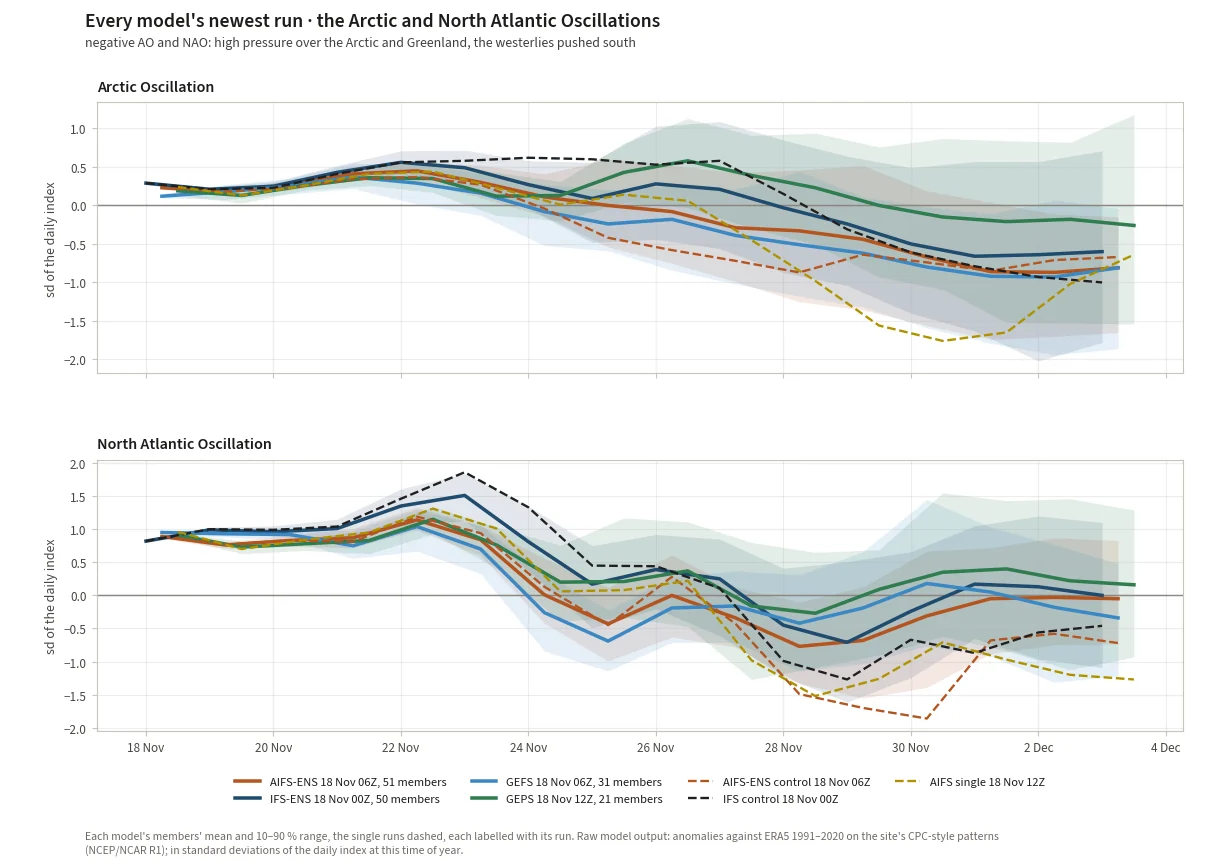 Every model's newest run · the Arctic and North Atlantic Oscillations
negative AO and NAO: high pressure over the Arctic and Greenland, the westerlies pushed south
Arctic Oscillation
sd of the daily index
1.0
0.5
0.0
−0.5
−1.0
−1.5
−2.0
North Atlantic Oscillation
sd of the daily index
2.0
1.5
1.0
0.5
0.0
−0.5
−1.0
−1.5
−2.0
18 Nov 20 Nov 22 Nov 24 Nov 26 Nov 28 Nov 30 Nov 2 Dec 4 Dec
AIFS-ENS 18 Nov 06Z, 51 members GEFS 18 Nov 06Z, 31 members AIFS-ENS control 18 Nov 06Z AIFS single 18 Nov 12Z
IFS-ENS 18 Nov 00Z, 50 members GEPS 18 Nov 12Z, 21 members IFS control 18 Nov 00Z
Each model's members' mean and 10–90 % range, the single runs dashed, each labelled with its run. Raw model output: anomalies against ERA5 1991–2020 on the site's CPC-style patterns
(NCEP/NCAR R1); in standard deviations of the daily index at this time of year.